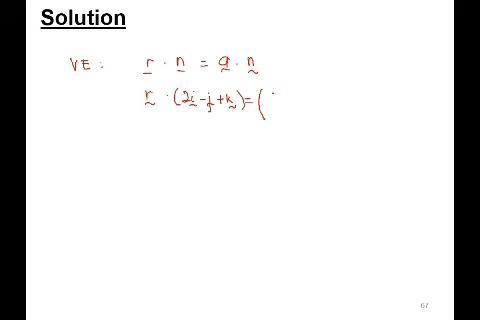 Solution
VE : r · n = a · n
r · (2i - j + k) = (
67